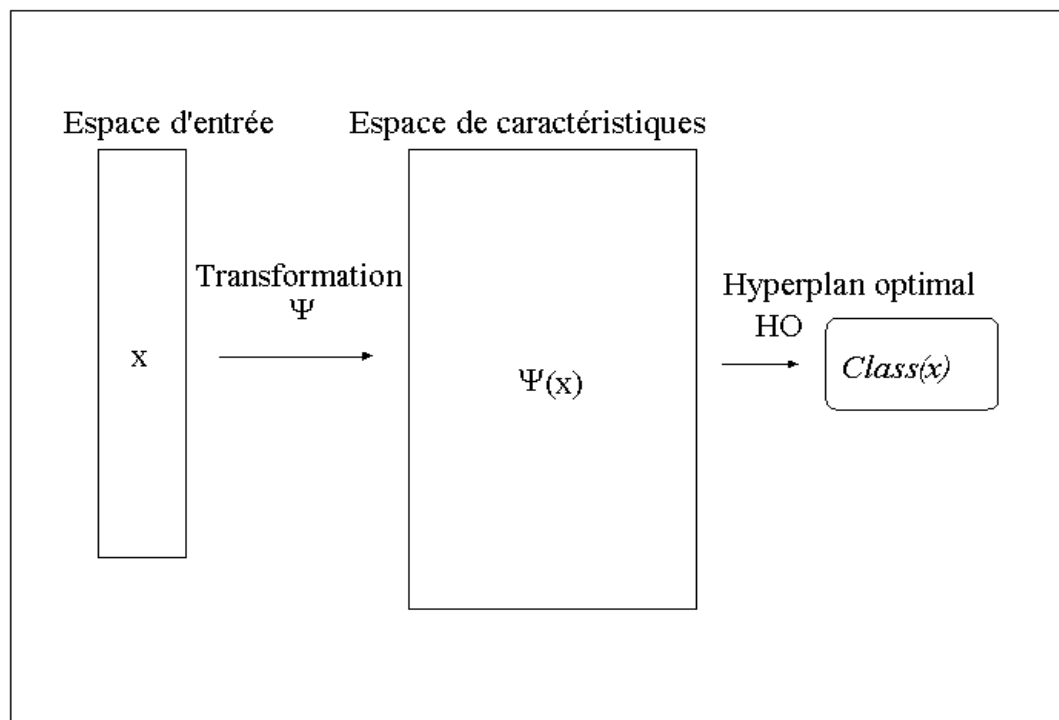 Espace d'entrée
Espace de caractéristiques
Transformation
Ψ
Hyperplan optimal
HO
x
Ψ(x)
Class(x)